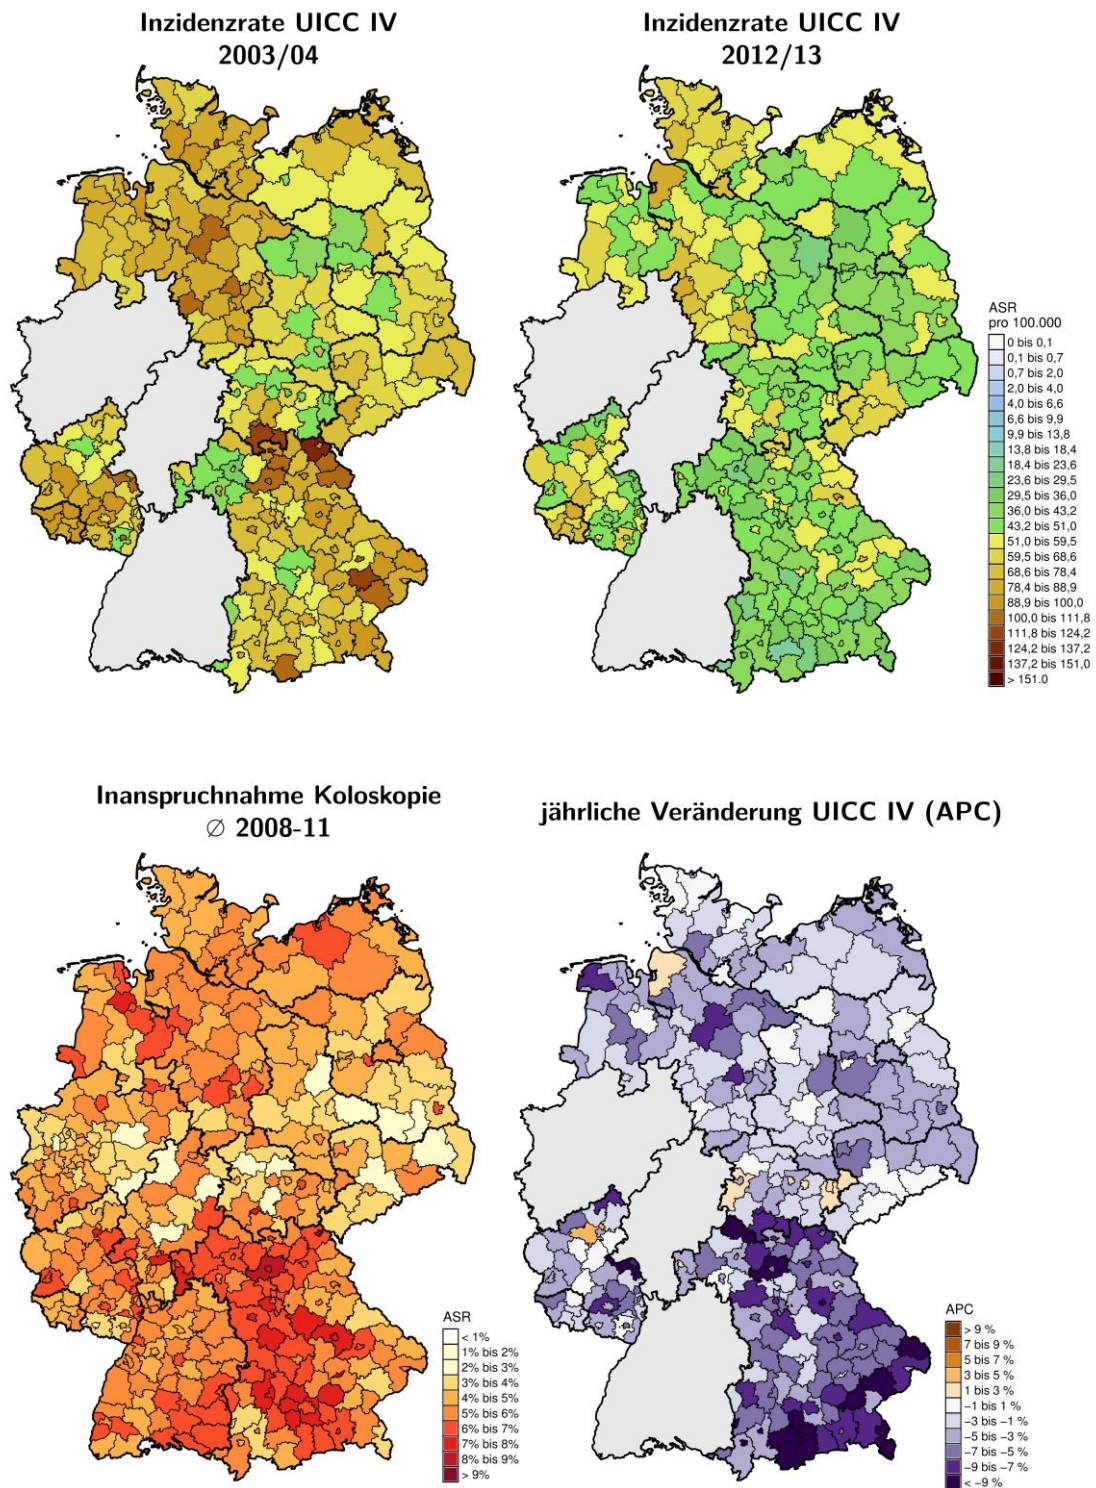 Inzidenzrate UICC IV
2003/04
Inzidenzrate UICC IV
2012/13
ASR
pro 100.000
0 bis 0,1
0,1 bis 0,7
0,7 bis 2,0
2,0 bis 4,0
4,0 bis 6,6
6,6 bis 9,9
9,9 bis 13,8
13,8 bis 18,4
18,4 bis 23,6
23,6 bis 29,5
29,5 bis 36,0
36,0 bis 43,2
43,2 bis 51,0
51,0 bis 59,5
59,5 bis 68,6
68,6 bis 78,4
78,4 bis 88,9
88,9 bis 100,0
100,0 bis 111,8
111,8 bis 124,2
124,2 bis 137,2
137,2 bis 151,0
> 151.0
Inanspruchnahme Koloskopie
∅ 2008-11
ASR
< 1%
1% bis 2%
2% bis 3%
3% bis 4%
4% bis 5%
5% bis 6%
6% bis 7%
7% bis 8%
8% bis 9%
> 9%
jährliche Veränderung UICC IV (APC)
APC
> 9 %
7 bis 9 %
5 bis 7 %
3 bis 5 %
1 bis 3 %
−1 bis 1 %
−3 bis −1 %
−5 bis −3 %
−7 bis −5 %
−9 bis −7 %
< −9 %